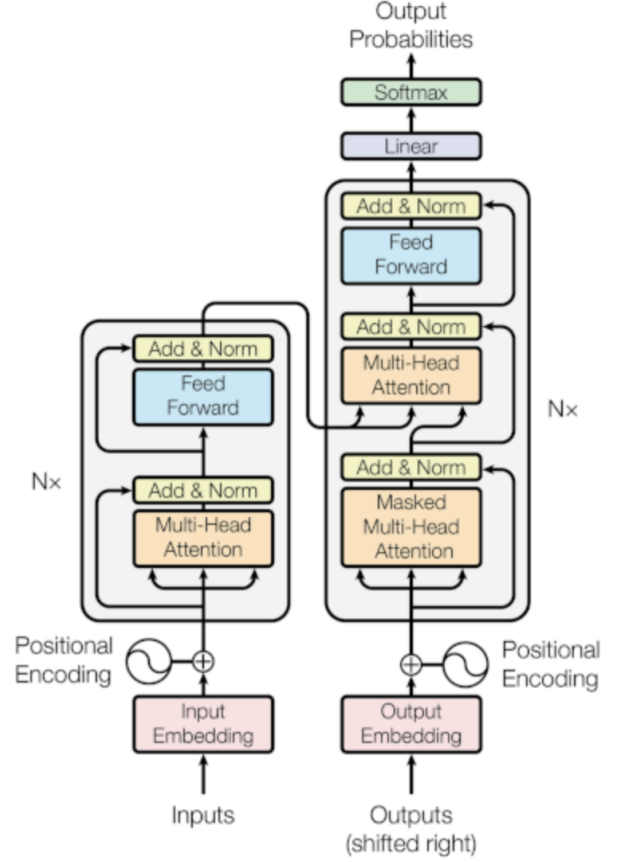 Output
Probabilities
Softmax
Linear
Add & Norm
Feed
Forward
Add & Norm
Multi-Head
Attention
Add & Norm
Masked
Multi-Head
Attention
Nx
Add & Norm
Feed
Forward
Add & Norm
Multi-Head
Attention
N×
Positional
Encoding
Positional
Encoding
Input
Embedding
Output
Embedding
Inputs
Outputs
(shifted right)